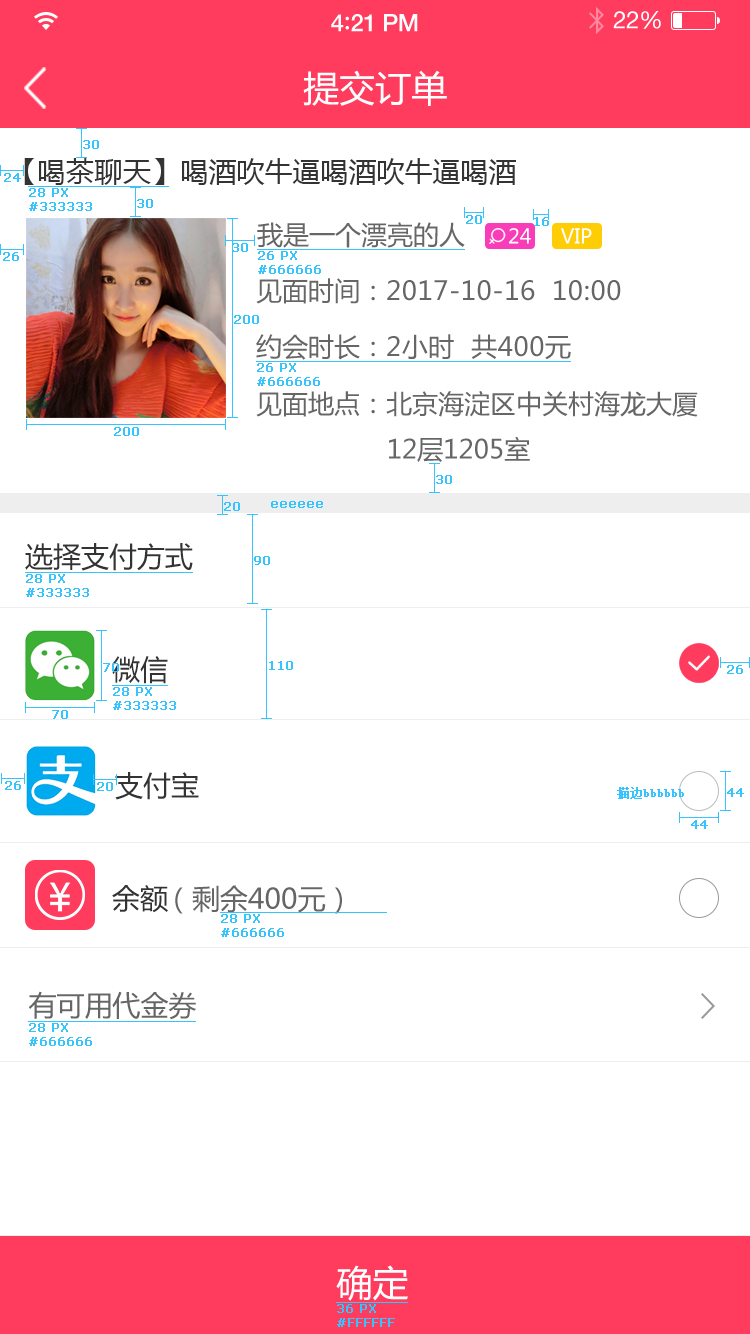 4:21 PM
22%
提交订单
30
24
【喝茶聊天】喝酒吹牛逼喝酒吹牛逼喝酒
28 PX
#333333
30
20
16
我是一个漂亮的人
24
VIP
26
30
26 PX
#666666
见面时间：2017-10-16 10:00
200
约会时长：2小时 共400元
26 PX
#666666
见面地点：北京海淀区中关村海龙大厦
200
12层1205室
30
20
eeeeee
选择支付方式
90
28 PX
#333333
70
微信
110
26
28 PX
#333333
70
支
26
20
支付宝
描边bbbbbb
44
44
¥
余额（剩余400元）
28 PX
#666666
有可用代金券
28 PX
#666666
确定
36 PX
#FFFFFF